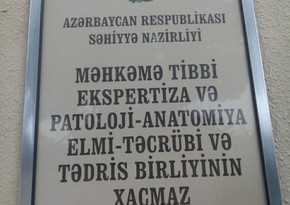 AZƏRBAYCAN RESPUBLİKASI
SƏHİYYƏ NAZİRLİYİ
MƏHKƏMƏ TİBBİ
EKSPERTİZA VƏ
PATOLOJİ-ANATOMİYA
ELMİ-TƏCRÜBİ VƏ
TƏDRİS BİRLİYİNİN
XAÇMAZ